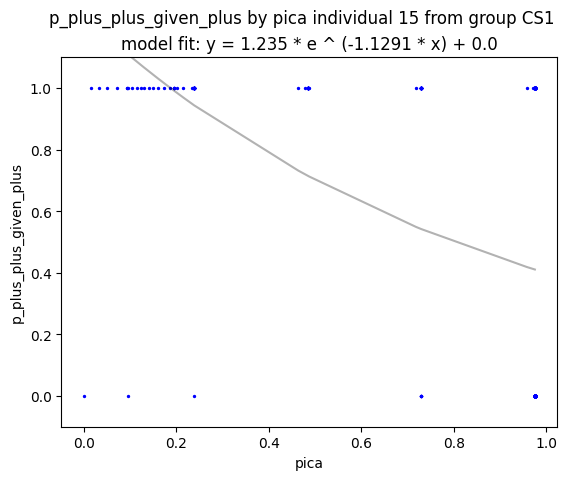 p_plus_plus_given_plus by pica individual 15 from group CS1
model fit: y = 1.235 * e ^ (-1.1291 * x) + 0.0
1.0
0.8
0.6
0.4
0.2
0.0
p_plus_plus_given_plus
0.0 0.2 0.4 0.6 0.8 1.0
pica